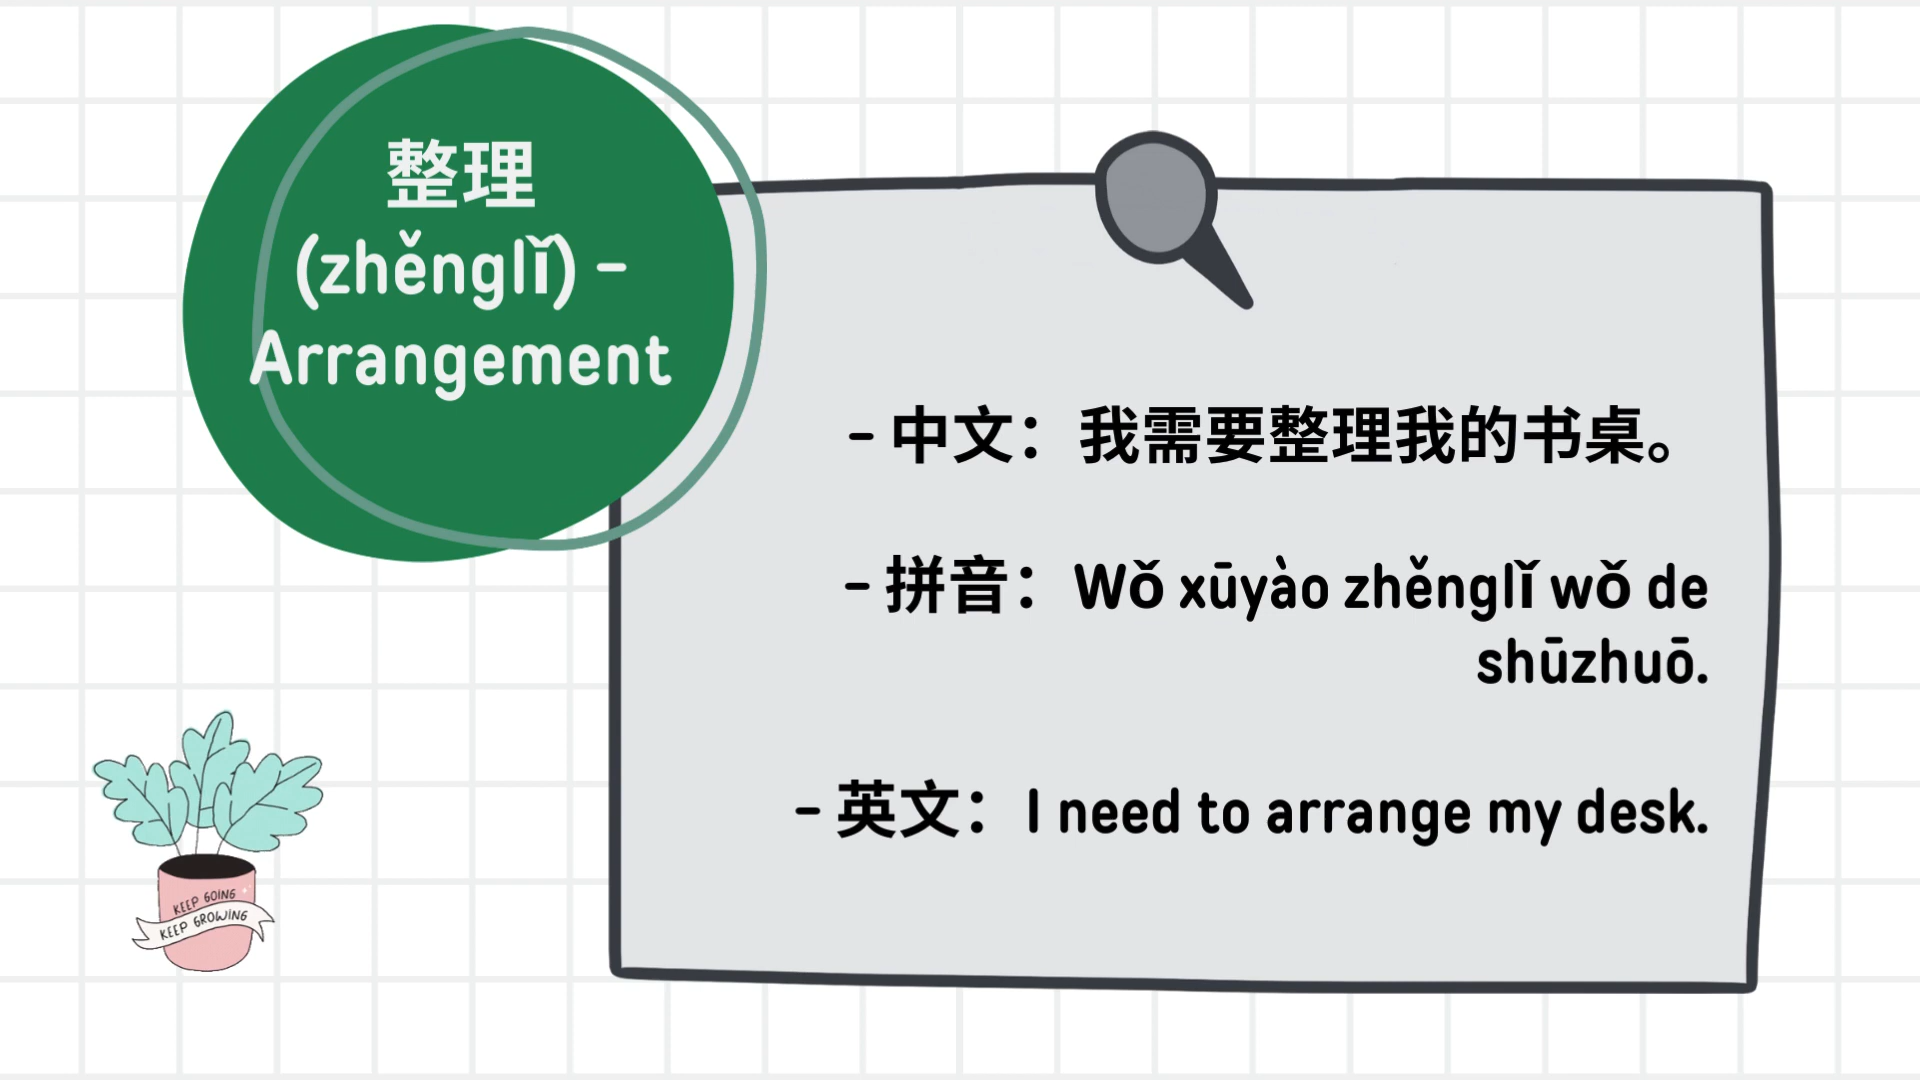 整理
(zhěnglǐ) -
Arrangement
- 中文：我需要整理我的书桌。
- 拼音：Wǒ xūyào zhěnglǐ wǒ de
shūzhuō.
- 英文：I need to arrange my desk.
KEEP GOING
KEEP GROWING